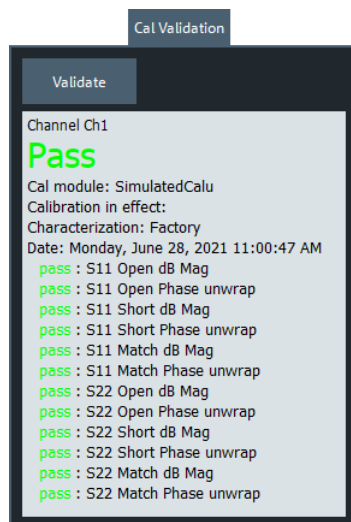 Cal Validation
Validate
Channel Ch1
Pass
Cal module: SimulatedCalu
Calibration in effect:
Characterization: Factory
Date: Monday, June 28, 2021 11:00:47 AM
pass : S11 Open dB Mag
pass : S11 Open Phase unwrap
pass : S11 Short dB Mag
pass : S11 Short Phase unwrap
pass : S11 Match dB Mag
pass : S11 Match Phase unwrap
pass : S22 Open dB Mag
pass : S22 Open Phase unwrap
pass : S22 Short dB Mag
pass : S22 Short Phase unwrap
pass : S22 Match dB Mag
pass : S22 Match Phase unwrap